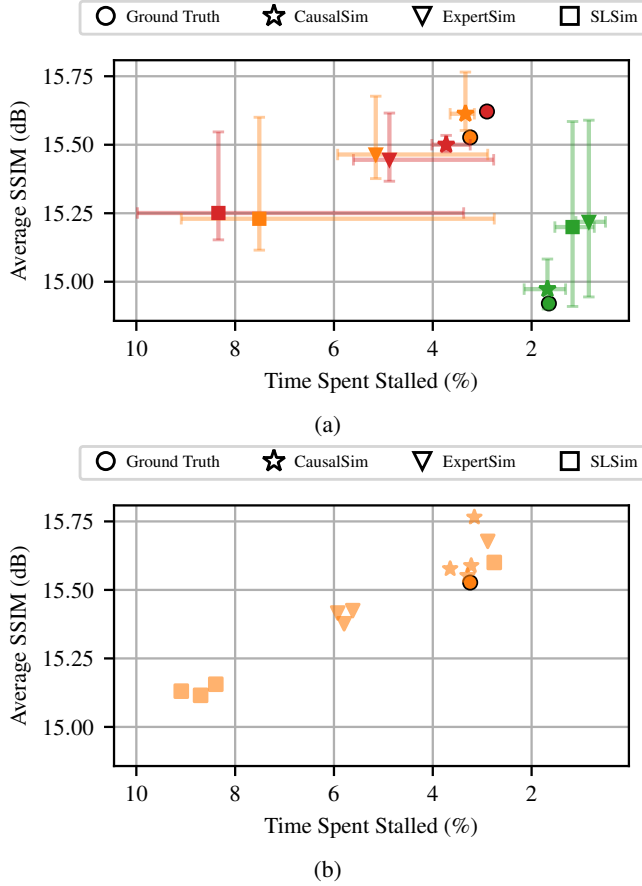 Ground Truth CausalSim ExpertSim SLSim
15.75
15.50
15.25
15.00
Average SSIM (dB)
10 8 6 4 2
Time Spent Stalled (%)
(a)
Ground Truth CausalSim ExpertSim SLSim
15.75
15.50
15.25
15.00
Average SSIM (dB)
10 8 6 4 2
Time Spent Stalled (%)
(b)